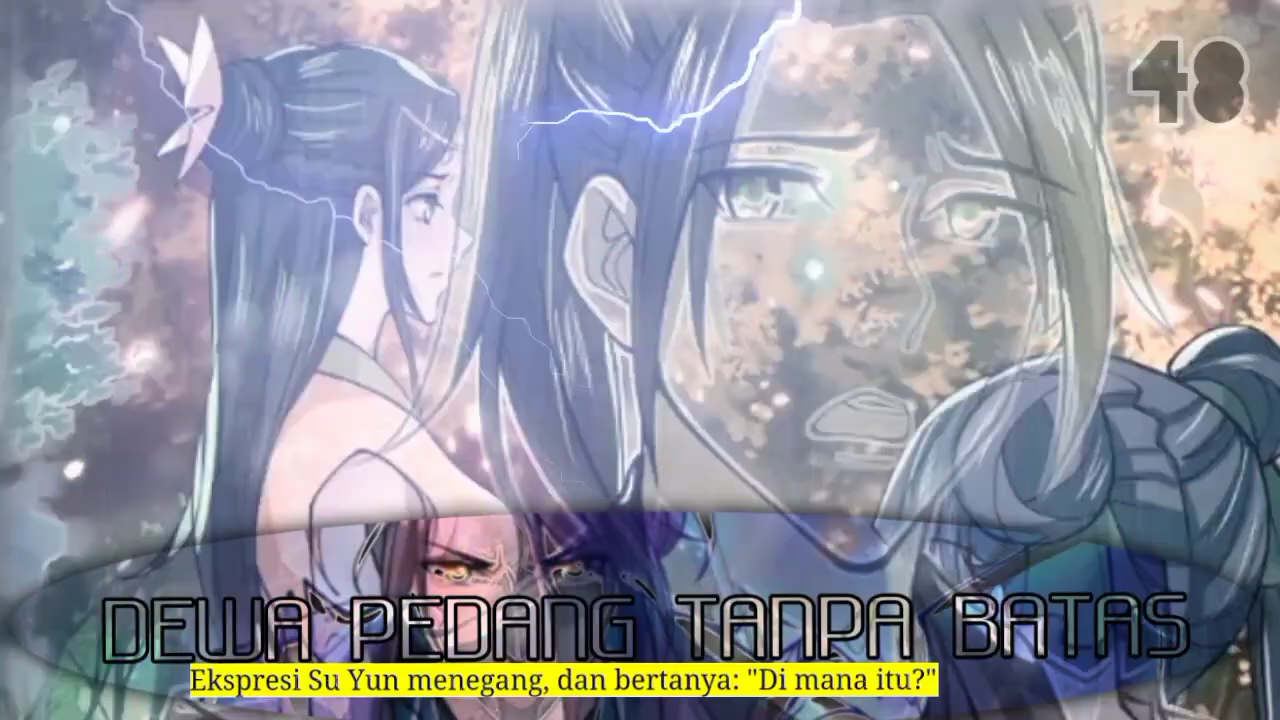 48
DEWA PEDANG TANPA BATAS
Ekspresi Su Yun menegang, dan bertanya: "Di mana itu?"